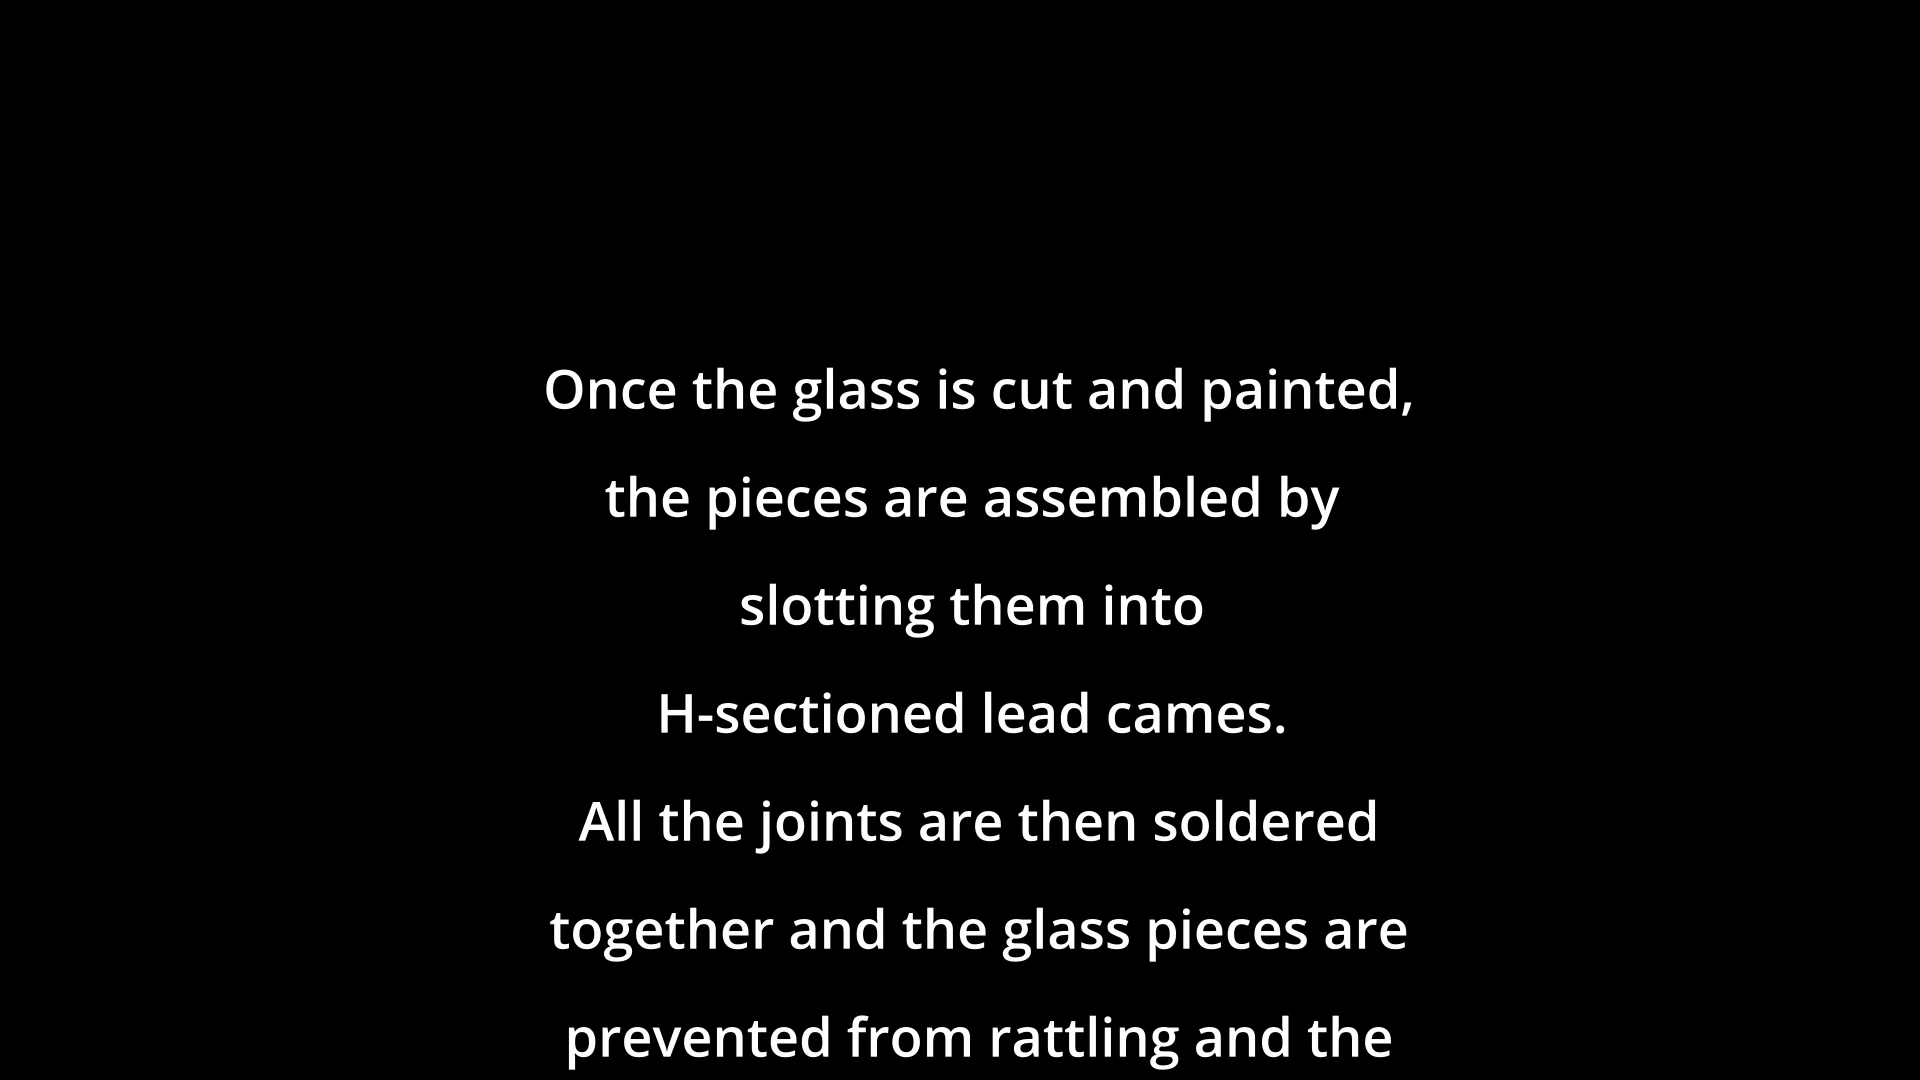 Once the glass is cut and painted,
the pieces are assembled by
slotting them into
H-sectioned lead cames.
All the joints are then soldered
together and the glass pieces are
prevented from rattling and the